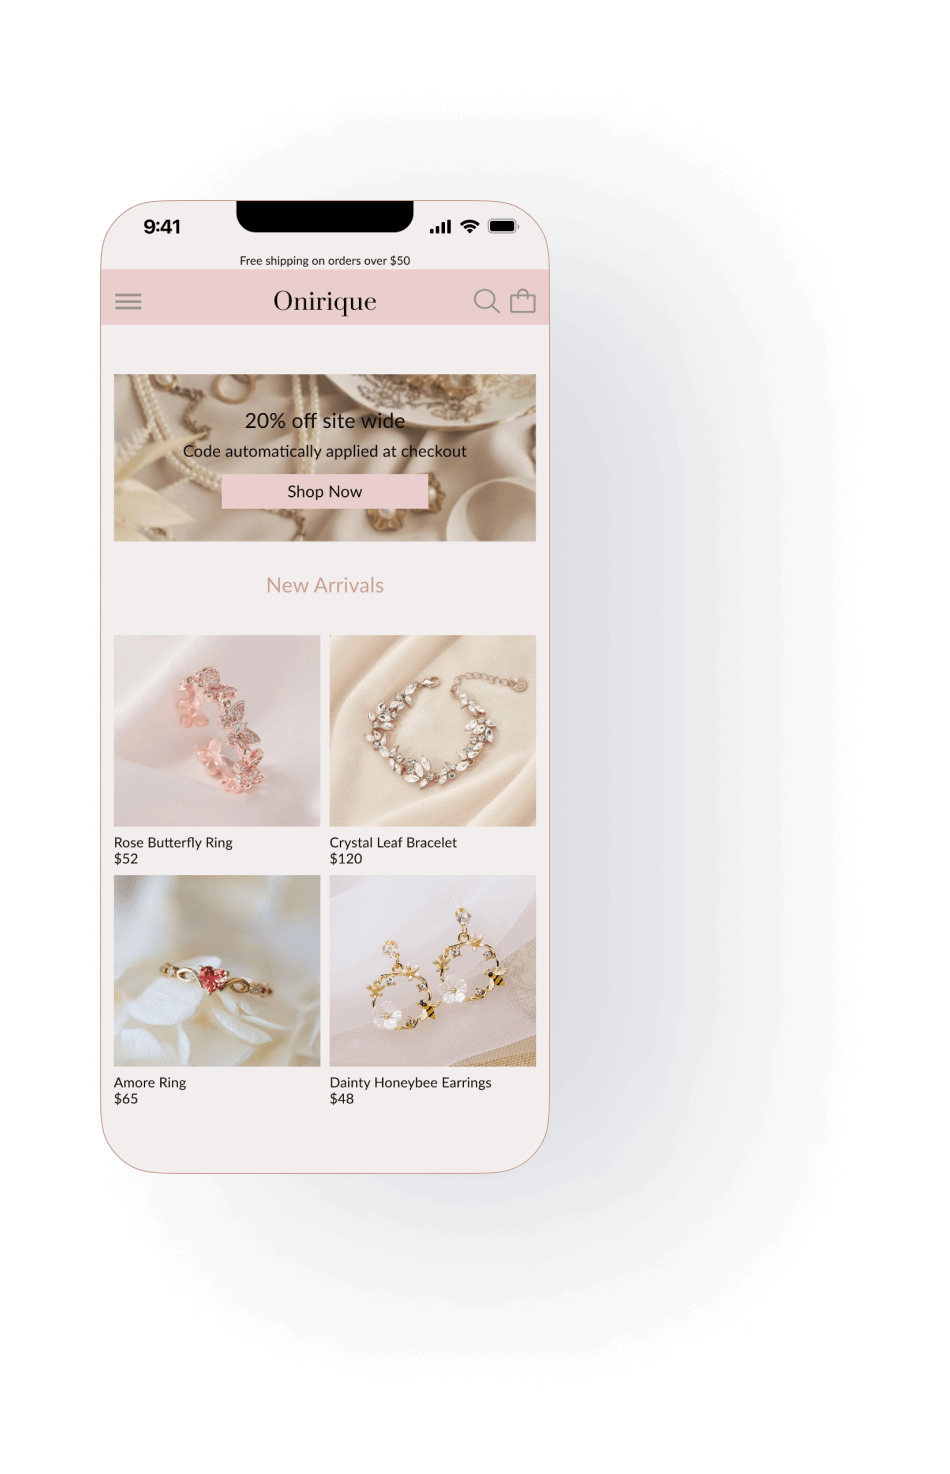 9:41
Free shipping on orders over $50
Onirique
20% off site wide
Code automatically applied at checkout
Shop Now
New Arrivals
Rose Butterfly Ring
$52
Crystal Leaf Bracelet
$120
Amore Ring
$65
Dainty Honeybee Earrings
$48